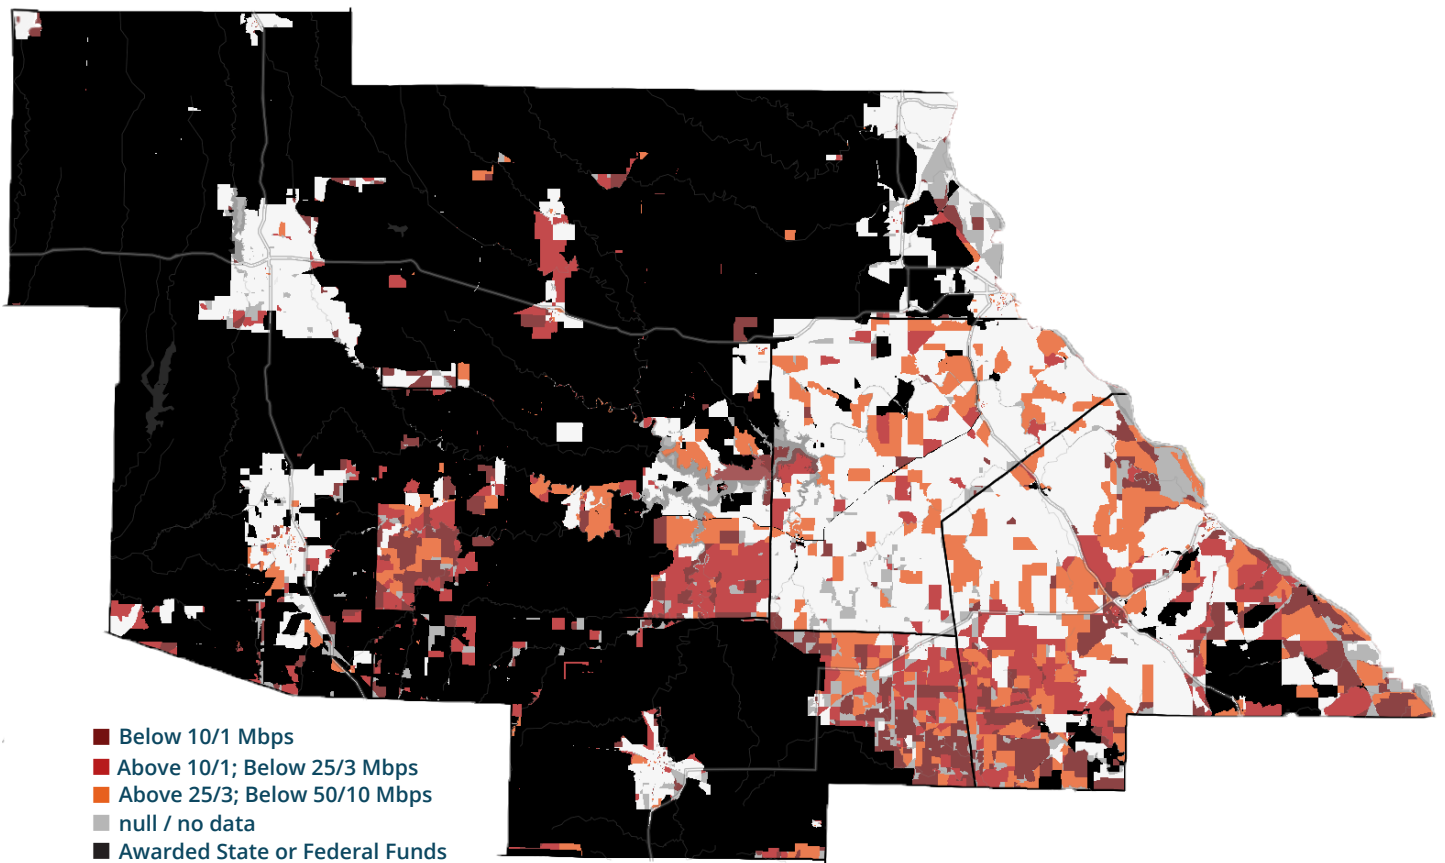 Below 10/1 Mbps
Above 10/1; Below 25/3 Mbps
Above 25/3; Below 50/10 Mbps
null / no data
Awarded State or Federal Funds